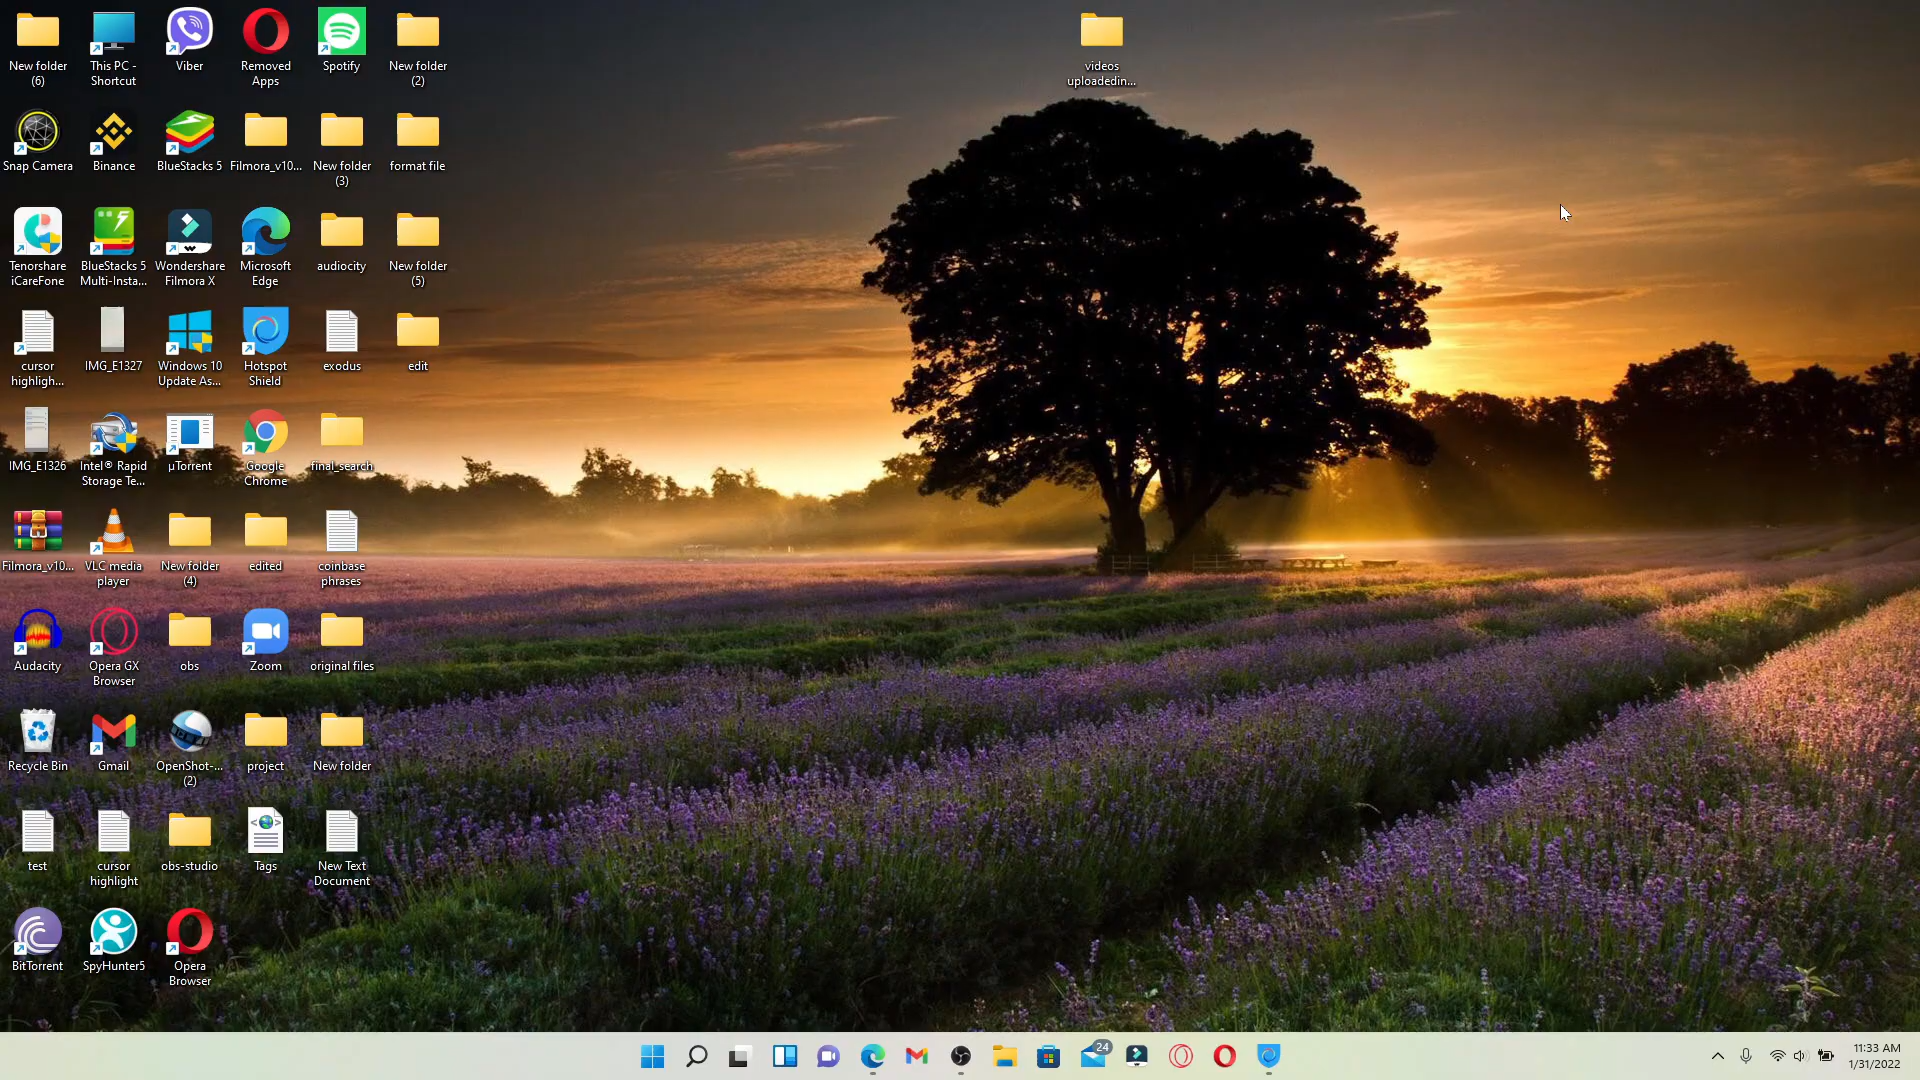 New folder
(6)
This PC -
Shortcut
Viber
Removed
Apps
Spotify
New folder
(2)
videos
uploadedin...
Snap Camera
Binance
BlueStacks 5
Filmora_v10...
New folder
(3)
format file
Tenorshare
iCareFone
BlueStacks 5
Multi-Insta...
Wondershare
Filmora X
Microsoft
Edge
audiocity
New folder
(5)
cursor
highligh...
IMG_E1327
Windows 10
Update As...
Hotspot
Shield
exodus
edit
IMG_E1326
Intel® Rapid
Storage Te...
µTorrent
Google
Chrome
final_search
Filmora_v10...
VLC media
player
New folder
(4)
edited
coinbase
phrases
Audacity
Opera GX
Browser
obs
Zoom
original files
Recycle Bin
Gmail
OpenShot-...
(2)
project
New folder
test
cursor
highlight
obs-studio
Tags
New Text
Document
BitTorrent
SpyHunter5
Opera
Browser
24
11:33 AM
1/31/2022